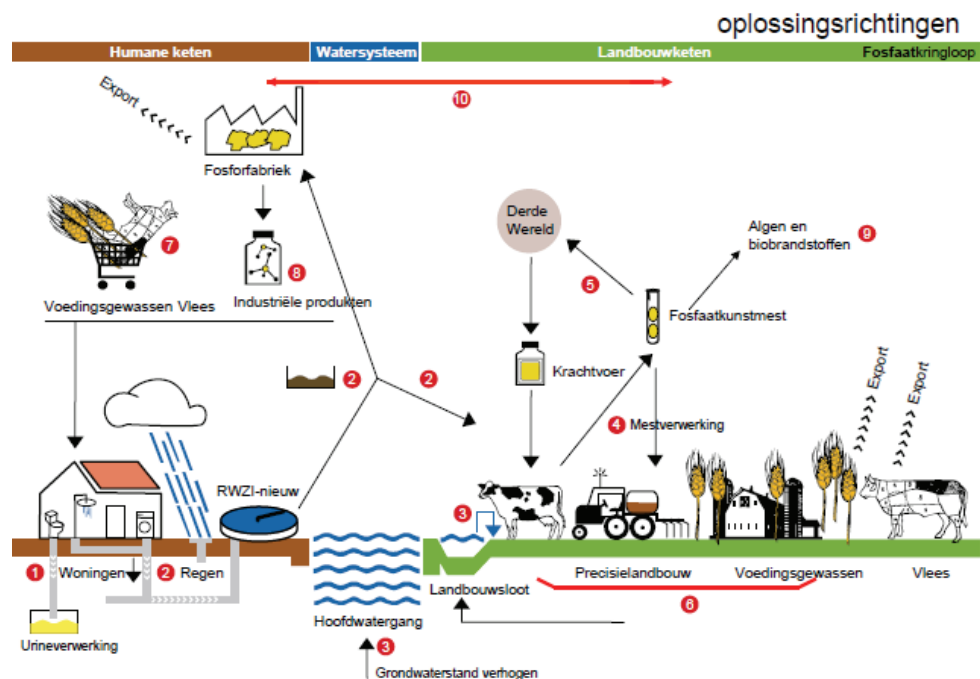 oplossingsrichtingen
Humane keten
Watersysteem
Landbouwketen
Fosfaatkringloop
10
Export
Fosforfabriek
7
8
Voedingsgewassen Vlees
Industriële produkten
Derde
Wereld
5
Algen en
biobrandstoffen
9
Fosfaatkunstmest
Krachtvoer
2
2
4
Mestverwerking
Export
Export
RWZI-nieuw
3
1
Woningen
2
Regen
Urineverwerking
Hoofdwatergang
Landbouwsloot
Precisielandbouw
Voedingsgewassen
Vlees
6
3
Grondwaterstand verhogen